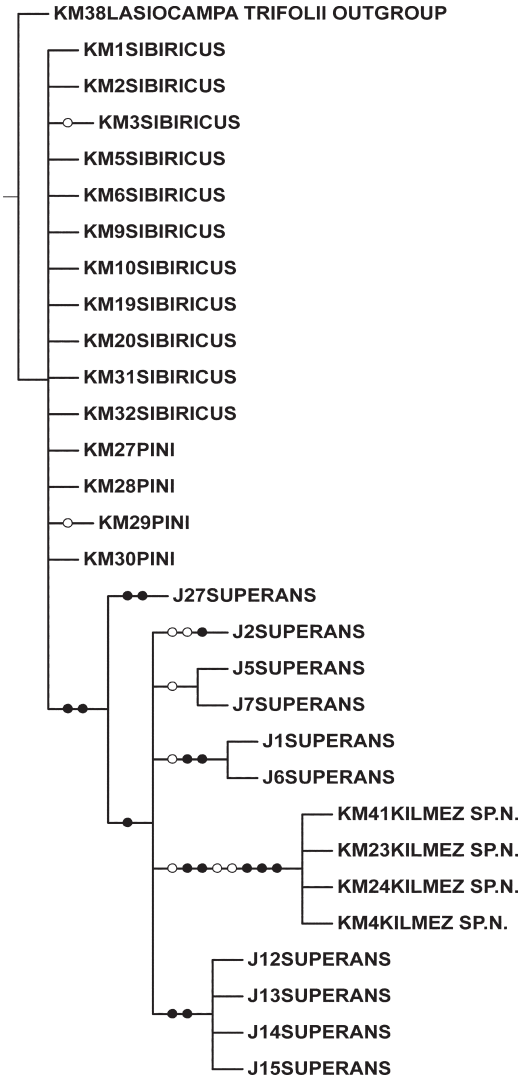 KM38LASIOCAMPA TRIFOLII OUTGROUP
KM1SIBIRICUS
KM2SIBIRICUS
KM3SIBIRICUS
KM5SIBIRICUS
KM6SIBIRICUS
KM9SIBIRICUS
KM10SIBIRICUS
KM19SIBIRICUS
KM20SIBIRICUS
KM31SIBIRICUS
KM32SIBIRICUS
KM27PINI
KM28PINI
KM29PINI
KM30PINI
J27SUPERANS
J2SUPERANS
J5SUPERANS
J7SUPERANS
J1SUPERANS
J6SUPERANS
KM41KILMEZ SP.N.
KM23KILMEZ SP.N.
KM24KILMEZ SP.N.
KM4KILMEZ SP.N.
J12SUPERANS
J13SUPERANS
J14SUPERANS
J15SUPERANS